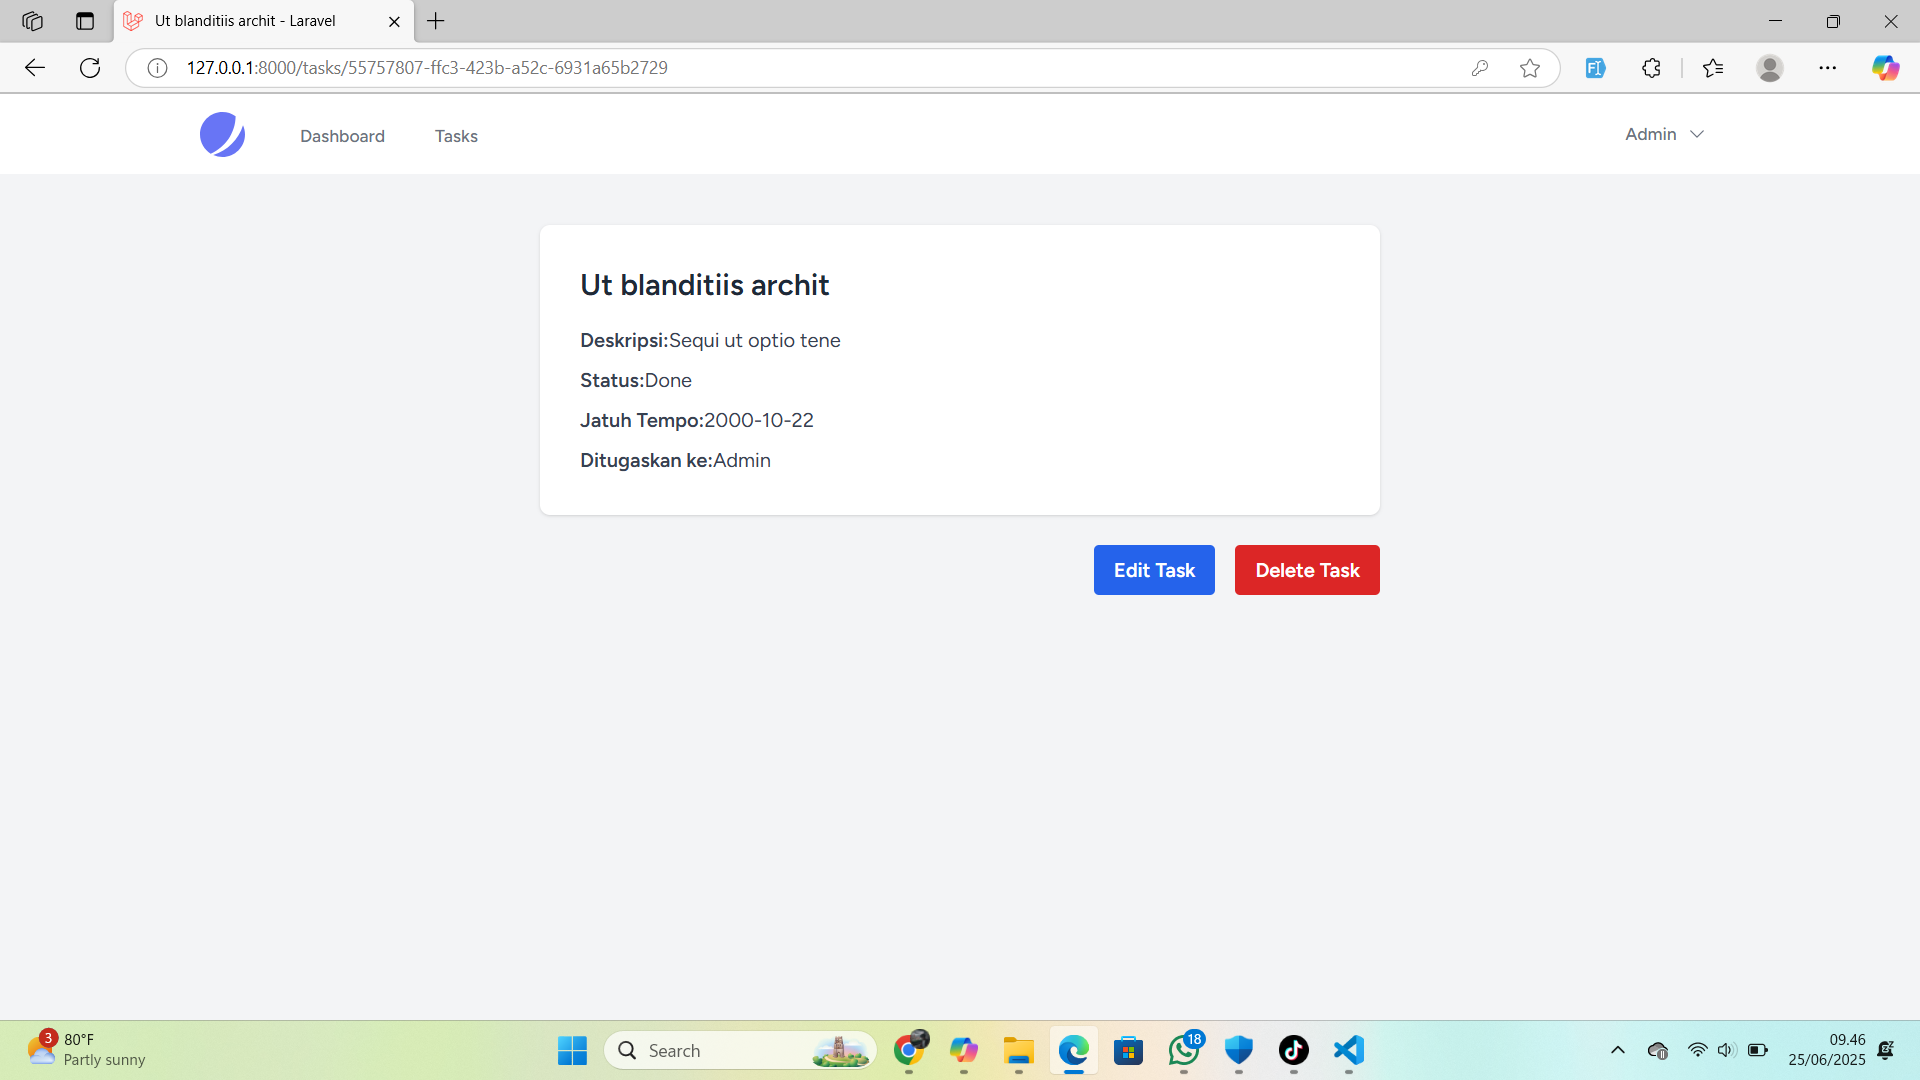 Ut blanditiis archit - Laravel
127.0.0.1:8000/tasks/55757807-ffc3-423b-a52c-6931a65b2729
Dashboard
Tasks
Admin
Ut blanditiis archit
Deskripsi:Sequi ut optio tene
Status:Done
Jatuh Tempo:2000-10-22
Ditugaskan ke:Admin
Edit Task
Delete Task
3
80°F
Partly sunny
Search
18
09.46
25/06/2025